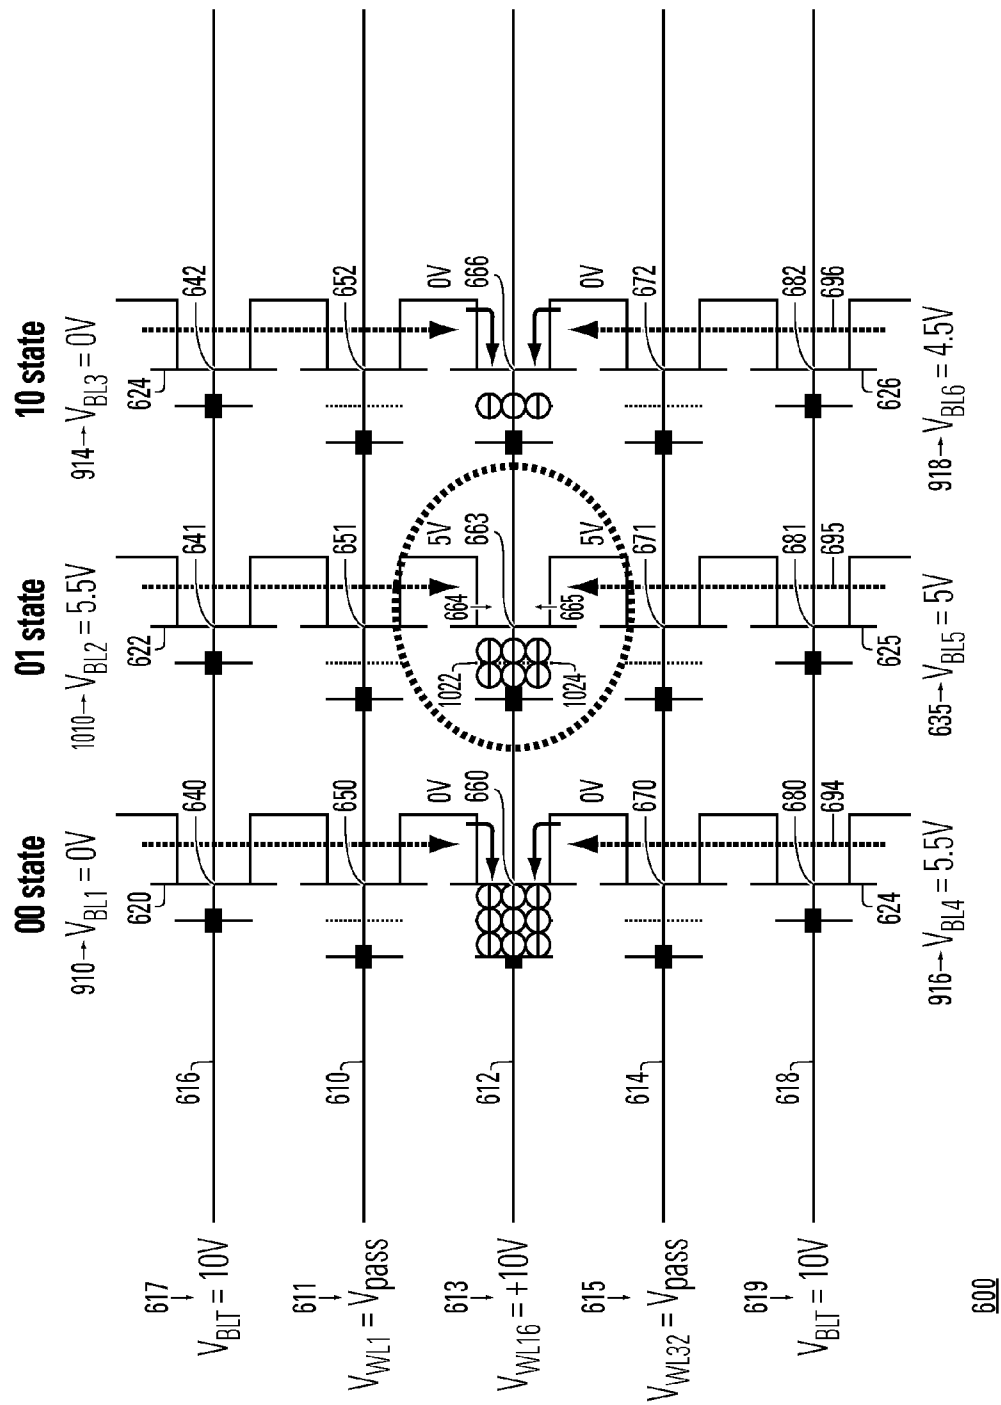 00 state
01 state
10 state
910→V_BL1 = 0V
1010→V_BL2 = 5.5V
914→V_BL3 = 0V
620
622
624
617
V_BLT = 10V
616
640
641
642
611
V_WL1 = V_pass
610
650
651
652
0V
5V
0V
613
V_WL16 = +10V
612
660
1022
664
663
666
1024
665
0V
5V
0V
615
V_WL32 = V_pass
614
670
671
672
619
V_BLT = 10V
618
680
681
682
694
695
696
624
625
626
916→V_BL4 = 5.5V
635→V_BL5 = 5V
918→V_BL6 = 4.5V
600